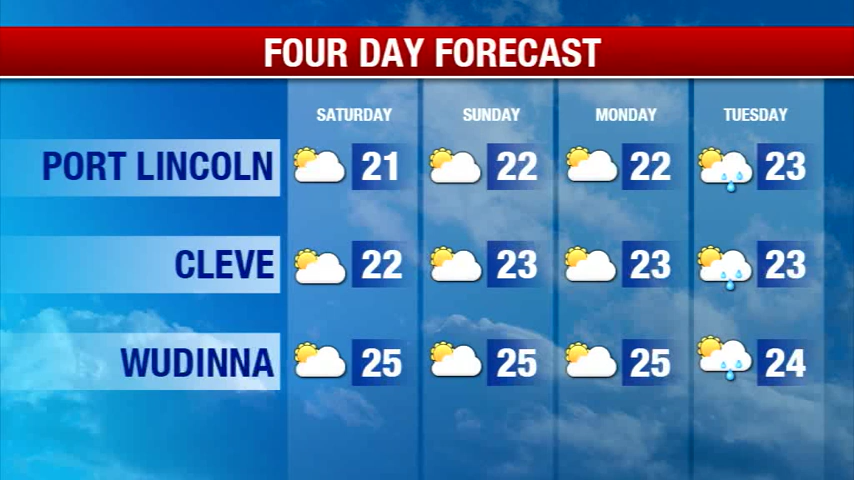 FOUR DAY FORECAST
SATURDAY SUNDAY MONDAY TUESDAY
PORT LINCOLN 21 22 22 23
CLEVE 22 23 23 23
WUDINNA 25 25 25 24